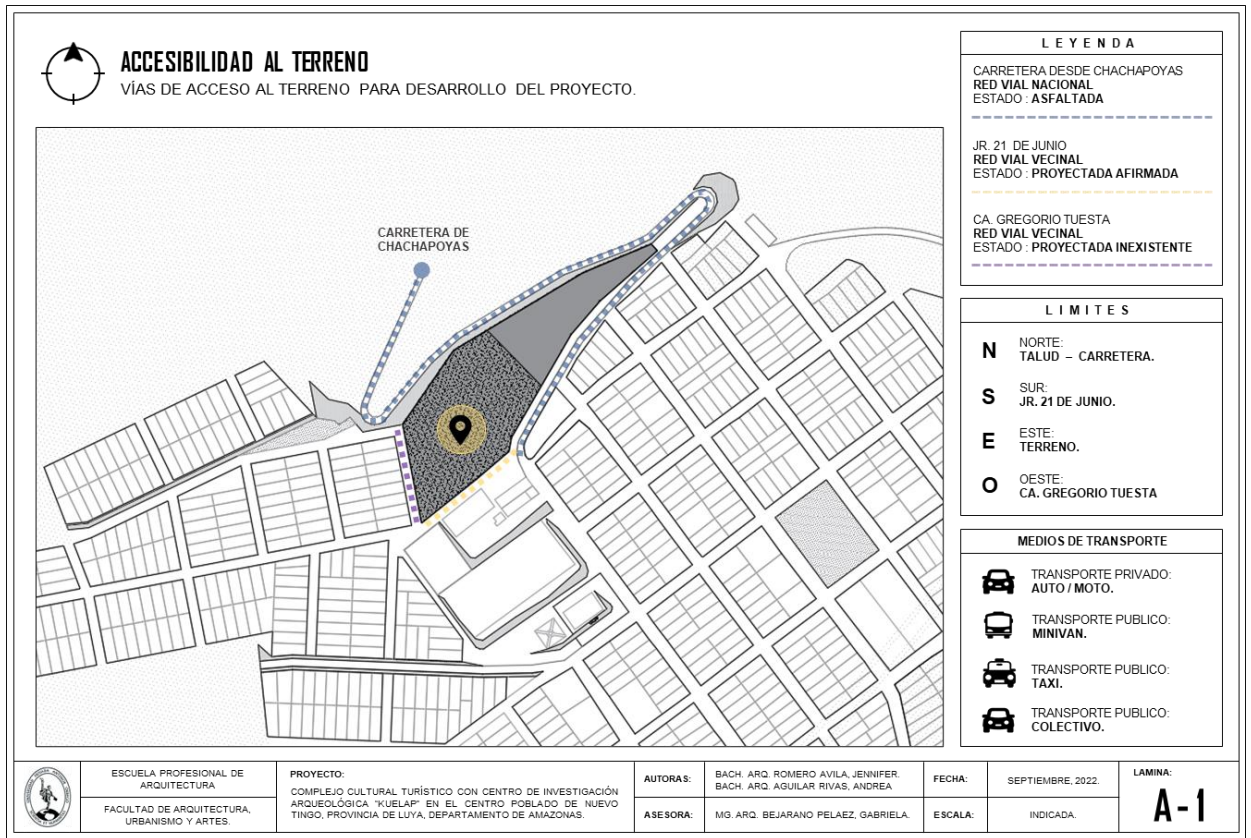 ACCESIBILIDAD AL TERRENO
VÍAS DE ACCESO AL TERRENO PARA DESARROLLO DEL PROYECTO.
CARRETERA DE
CHACHAPOYAS
LEYENDA
CARRETERA DESDE CHACHAPOYAS
RED VIAL NACIONAL
ESTADO : ASFALTADA
JR. 21 DE JUNIO
RED VIAL VECINAL
ESTADO : PROYECTADA AFIRMADA
CA. GREGORIO TUESTA
RED VIAL VECINAL
ESTADO : PROYECTADA INEXISTENTE
LIMITES
N
NORTE:
TALUD – CARRETERA.
S
SUR:
JR. 21 DE JUNIO.
E
ESTE:
TERRENO.
O
OESTE:
CA. GREGORIO TUESTA
MEDIOS DE TRANSPORTE
TRANSPORTE PRIVADO:
AUTO / MOTO.
TRANSPORTE PUBLICO:
MINIVAN.
TRANSPORTE PUBLICO:
TAXI.
TRANSPORTE PUBLICO:
COLECTIVO.
ESCUELA PROFESIONAL DE
ARQUITECTURA
FACULTAD DE ARQUITECTURA,
URBANISMO Y ARTES.
PROYECTO:
COMPLEJO CULTURAL TURÍSTICO CON CENTRO DE INVESTIGACIÓN
ARQUEOLÓGICA "KUELAP" EN EL CENTRO POBLADO DE NUEVO
TINGO, PROVINCIA DE LUYA, DEPARTAMENTO DE AMAZONAS.
AUTORAS:
BACH. ARQ. ROMERO AVILA, JENNIFER.
BACH. ARQ. AGUILAR RIVAS, ANDREA
ASESORA:
MG. ARQ. BEJARANO PELAEZ, GABRIELA.
FECHA:
SEPTIEMBRE, 2022.
ESCALA:
INDICADA.
LAMINA:
A-1